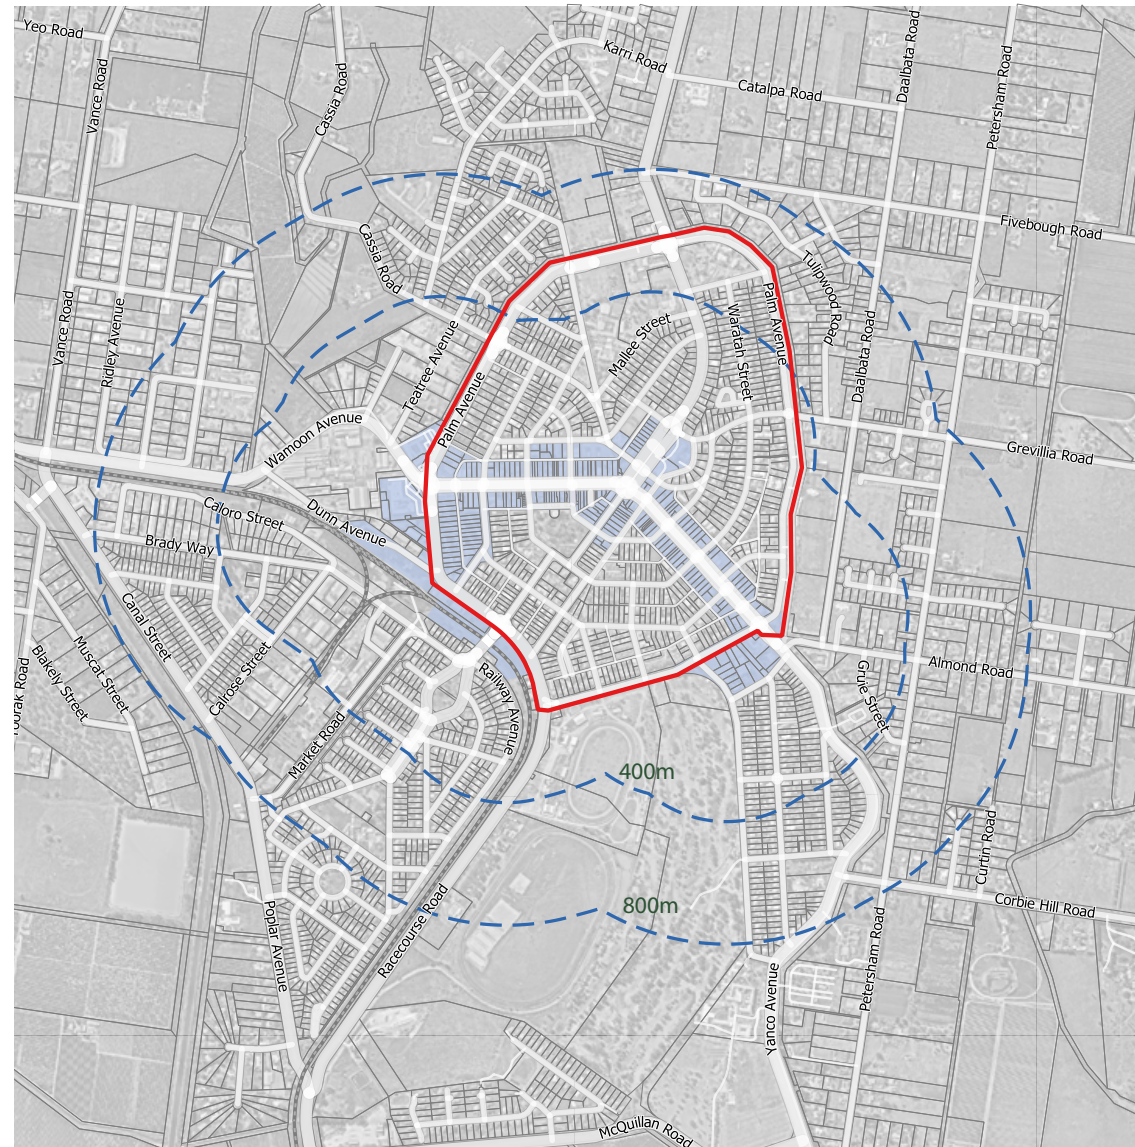 Yeo Road
Karri Road
Daalbata Road
Petersham Road
Vance Road
Cassia Road
Catalpa Road
Fivebough Road
Cassia Road
Tulipwood Road
Palm Avenue
Vance Road
Ridley Avenue
Waratah Street
Mallee Street
Daalbata Road
Teatree Avenue
Palm Avenue
Wamoon Avenue
Grevillia Road
Caloro Street
Dunn Avenue
Brady Way
Canal Street
Muscat Street
Blakely Street
Calrose Street
Almond Road
Grue Street
Railway Avenue
Market Road
400m
Curtin Road
800m
Corbie Hill Road
Poplar Avenue
Racecourse Road
Petersham Road
Yanco Avenue
McQuillan Road